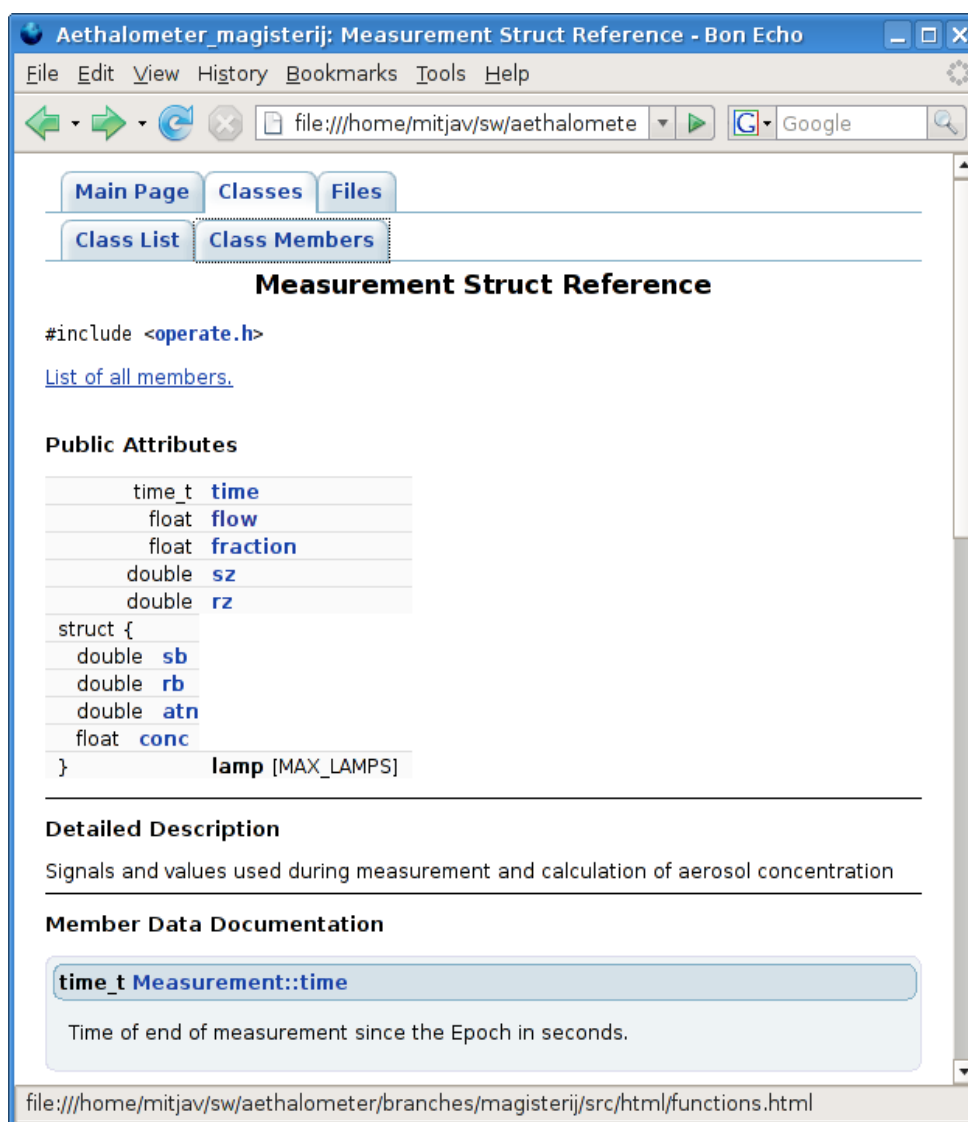 Aethalometer_magisterij: Measurement Struct Reference - Bon Echo
File Edit View History Bookmarks Tools Help
file:///home/mitjav/sw/aethalomete G Google
Main Page Classes Files
Class List Class Members
Measurement Struct Reference
#include <operate.h>
List of all members.
Public Attributes
time_t time
float flow
float fraction
double sz
double rz
struct {
double sb
double rb
double atn
float conc
} lamp [MAX_LAMPS]
Detailed Description
Signals and values used during measurement and calculation of aerosol concentration
Member Data Documentation
time_t Measurement::time
Time of end of measurement since the Epoch in seconds.
file:///home/mitjav/sw/aethalometer/branches/magisterij/src/html/functions.html